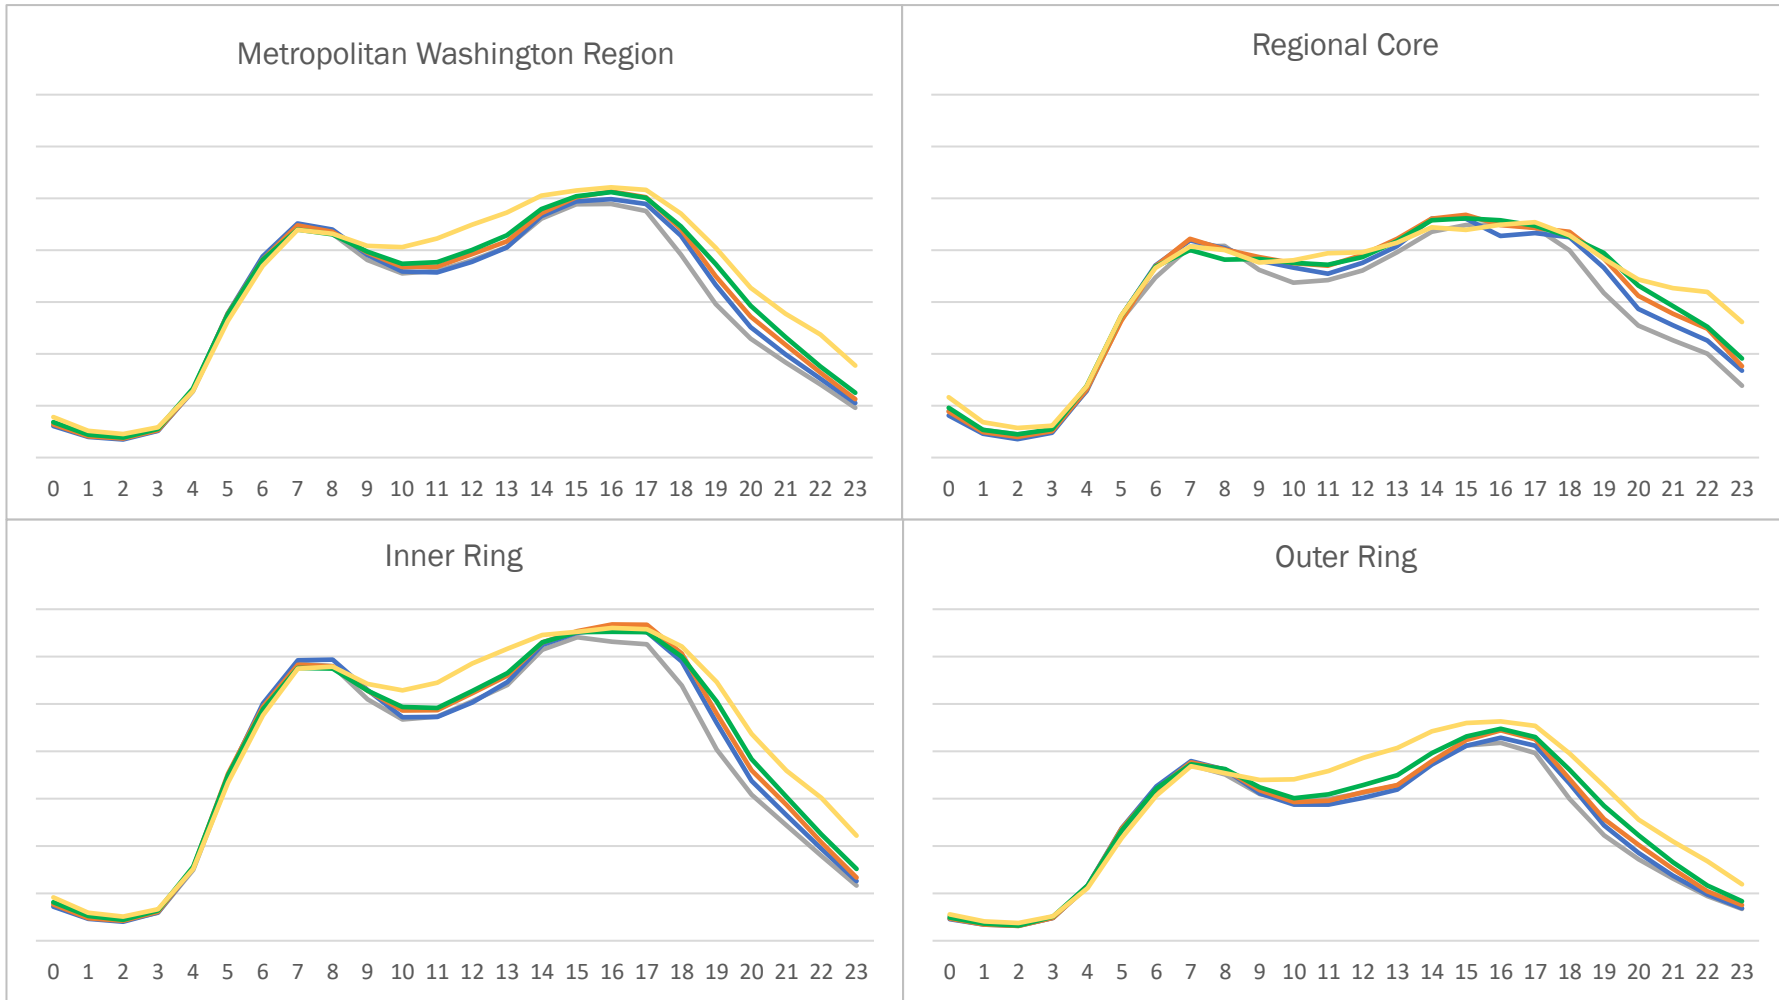 Metropolitan Washington Region
0 1 2 3 4 5 6 7 8 9 10 11 12 13 14 15 16 17 18 19 20 21 22 23
Regional Core
0 1 2 3 4 5 6 7 8 9 10 11 12 13 14 15 16 17 18 19 20 21 22 23
Inner Ring
0 1 2 3 4 5 6 7 8 9 10 11 12 13 14 15 16 17 18 19 20 21 22 23
Outer Ring
0 1 2 3 4 5 6 7 8 9 10 11 12 13 14 15 16 17 18 19 20 21 22 23